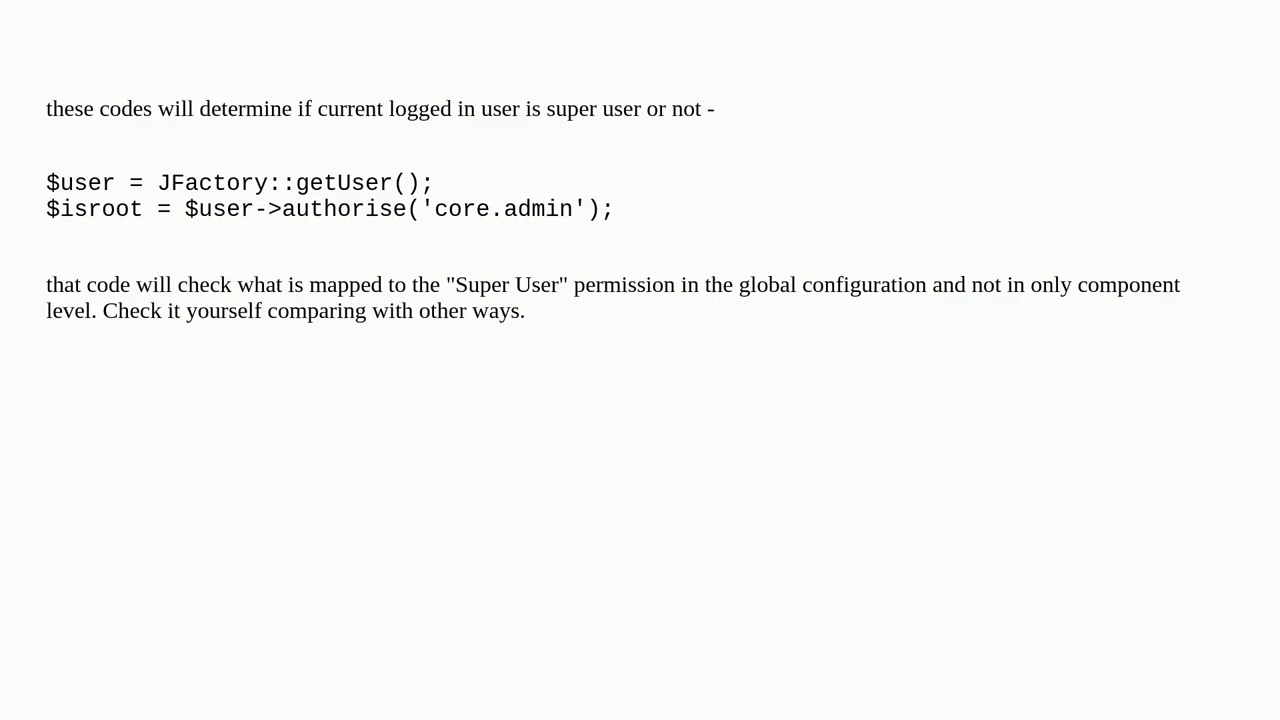 these codes will determine if current logged in user is super user or not -
$user = JFactory::getUser();
$isroot = $user->authorise('core.admin');
that code will check what is mapped to the "Super User" permission in the global configuration and not in only component
level. Check it yourself comparing with other ways.